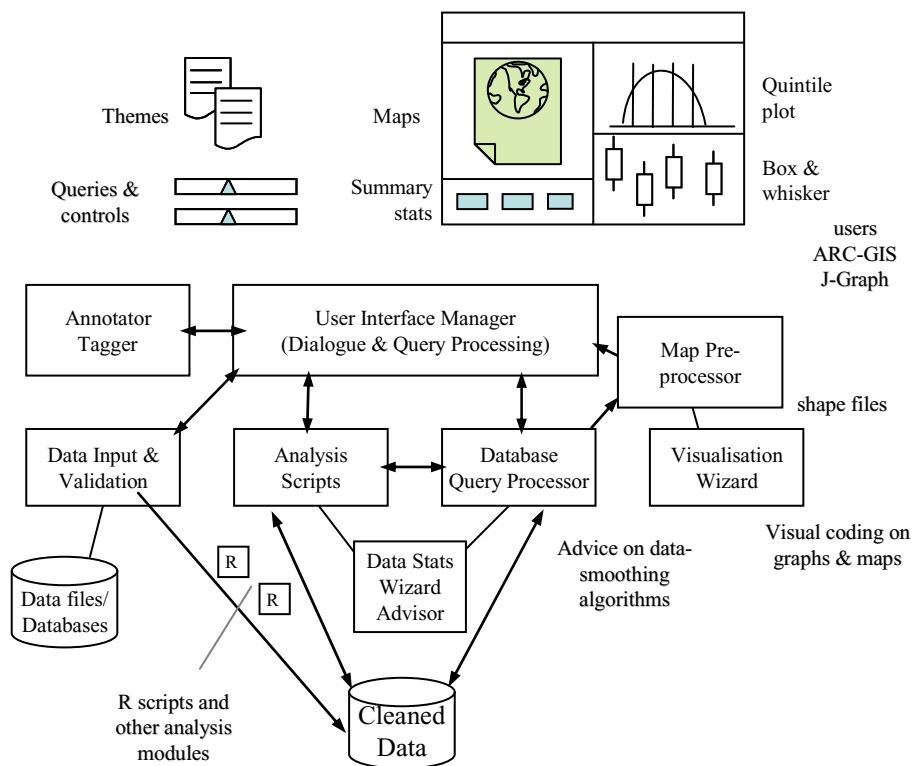 Themes
Maps
Quintile
plot
Queries &
controls
Summary
stats
Box &
whisker
users
ARC-GIS
J-Graph
Annotator
Tagger
User Interface Manager
(Dialogue & Query Processing)
Map Pre-
processor
shape files
Data Input &
Validation
Analysis
Scripts
Database
Query Processor
Visualisation
Wizard
Visual coding on
graphs & maps
Data Stats
Wizard
Advisor
Advice on data-
smoothing
algorithms
R
R
Data files/
Databases
R scripts and
other analysis
modules
Cleaned
Data